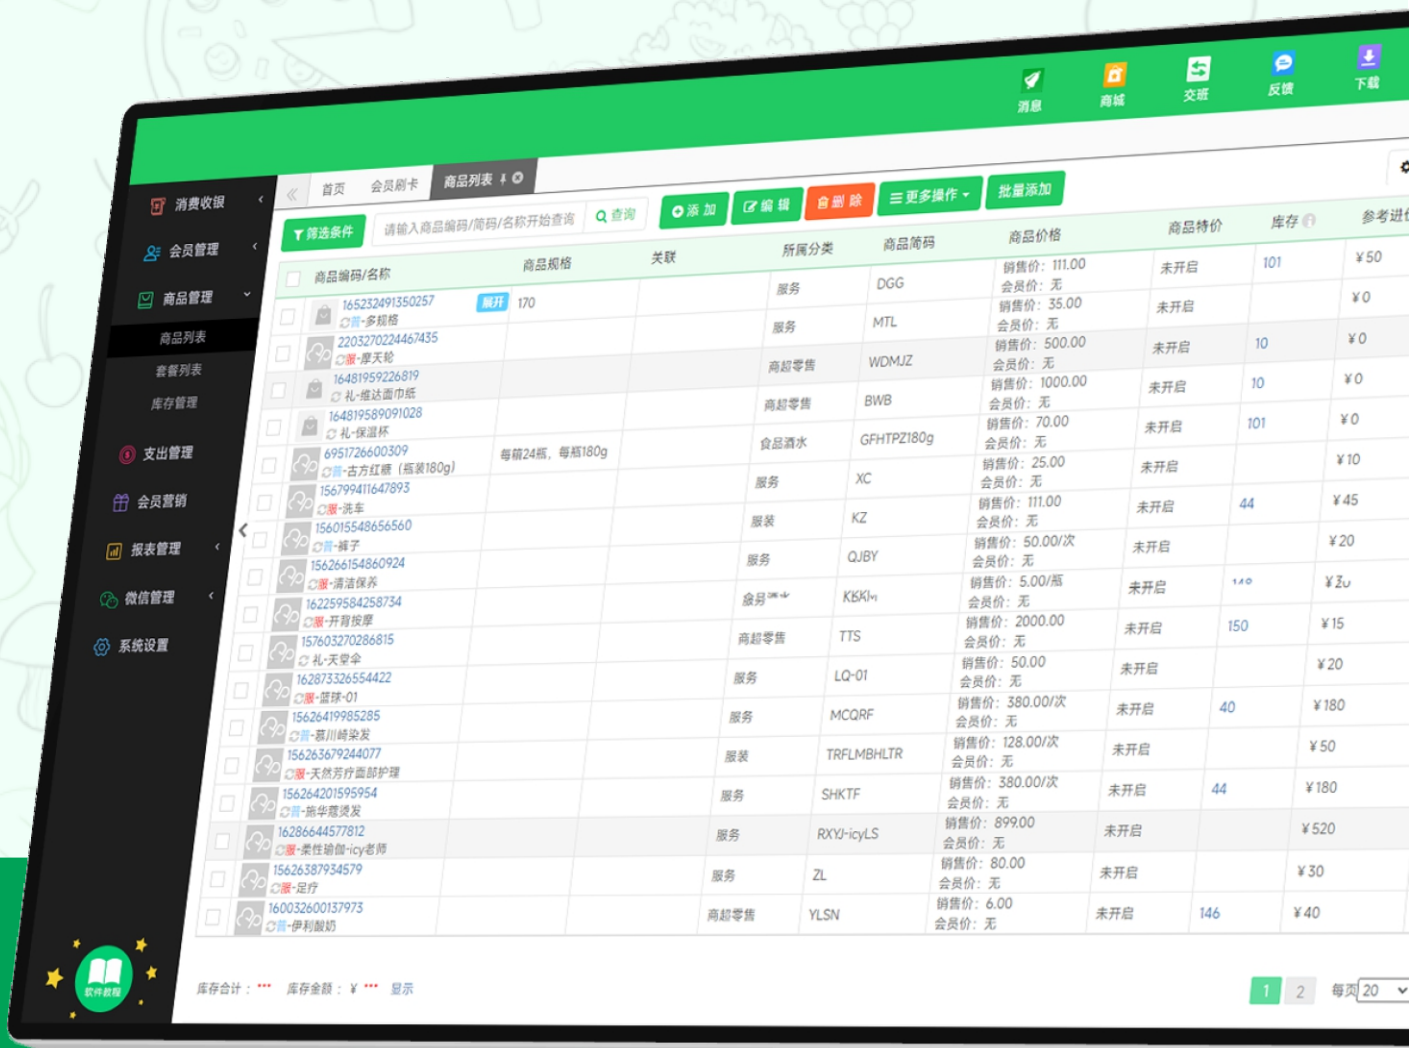 消息
商城
交班
反馈
下载
消费收银
会员管理
商品管理
商品列表
套餐列表
库存管理
支出管理
会员营销
报表管理
微信管理
系统设置
软件教程
首页 会员刷卡 商品列表
筛选条件 请输入商品编码/简码/名称开始查询 查询 添 加 编 辑 删 除 更多操作 批量添加
商品编码/名称 商品规格 关联 所属分类 商品简码 商品价格 商品特价 库存 参考进价
165232491350257 展开 170 服务 DGG 销售价：111.00 未开启 101 ¥50
普-多规格 会员价：无
2203270224467435 服务 MTL 销售价：35.00 未开启 ¥0
服-摩天轮 会员价：无
16481959226819 商超零售 WDMJZ 销售价：500.00 未开启 10 ¥0
礼-维达面巾纸 会员价：无
164819589091028 商超零售 BWB 销售价：1000.00 未开启 10 ¥0
礼-保温杯 会员价：无
6951726600309 每箱24瓶，每瓶180g 食品酒水 GFHTPZ180g 销售价：70.00 未开启 101 ¥0
普-古方红糖（瓶装180g） 会员价：无
156799411647893 服务 XC 销售价：25.00 未开启 ¥10
服-洗车 会员价：无
156015548656560 服装 KZ 销售价：111.00 未开启 44 ¥45
普-裤子 会员价：无
156266154860924 服务 QJBY 销售价：50.00/次 未开启 ¥20
服-清洁保养 会员价：无
162259584258734 销售价：5.00/瓶 未开启
服-开背按摩 会员价：无
157603270286815 商超零售 TTS 销售价：2000.00 未开启 150 ¥15
礼-天堂伞 会员价：无
162873326554422 服务 LQ-01 销售价：50.00 未开启 ¥20
服-篮球-01 会员价：无
15626419985285 服务 MCQRF 销售价：380.00/次 未开启 40 ¥180
普-慕川崎染发 会员价：无
156263679244077 服装 TRFLMBHLTR 销售价：128.00/次 未开启 ¥50
服-天然芳疗面部护理 会员价：无
156264201595954 服务 SHKTF 销售价：380.00/次 未开启 44 ¥180
普-施华蔻烫发 会员价：无
16286644577812 服务 RXYJ-icyLS 销售价：899.00 未开启 ¥520
服-柔性瑜伽-icy老师 会员价：无
15626387934579 服务 ZL 销售价：80.00 未开启 ¥30
服-足疗 会员价：无
160032600137973 商超零售 YLSN 销售价：6.00 未开启 146 ¥40
普-伊利酸奶 会员价：无
库存合计：*** 库存金额：¥ *** 显示 1 2 每页 20